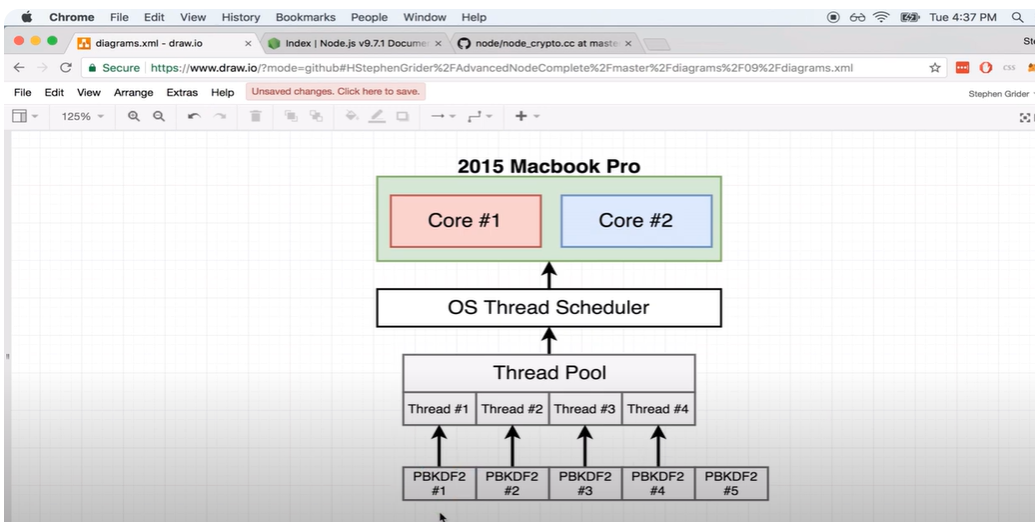 Chrome File Edit View History Bookmarks People Window Help Tue 4:37 PM
diagrams.xml - draw.io Index | Node.js v9.7.1 Docume node/node_crypto.cc at maste Ste
Secure https://www.draw.io/?mode=github#HStephenGrider%2FAdvancedNodeComplete%2Fmaster%2Fdiagrams%2F09%2Fdiagrams.xml css
File Edit View Arrange Extras Help Unsaved changes. Click here to save. Stephen Grider
125%
2015 Macbook Pro
Core #1 Core #2
OS Thread Scheduler
Thread Pool
Thread #1 Thread #2 Thread #3 Thread #4
PBKDF2 PBKDF2 PBKDF2 PBKDF2 PBKDF2
#1 #2 #3 #4 #5